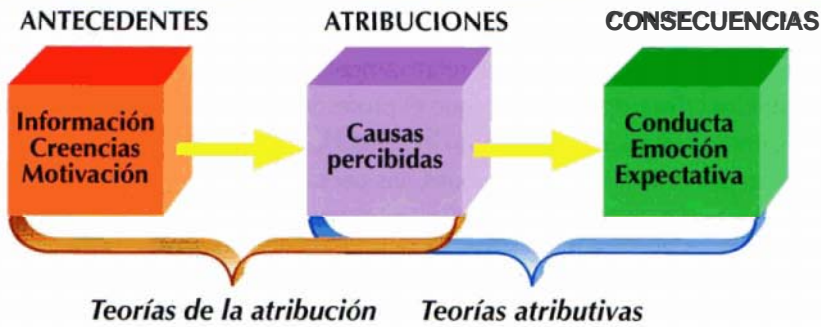 ANTECEDENTES
ATRIBUCIONES
CONSECUENCIAS
Información
Creencias
Motivación
Causas
percibidas
Conducta
Emoción
Expectativa
Teorías de la atribución
Teorías atributivas